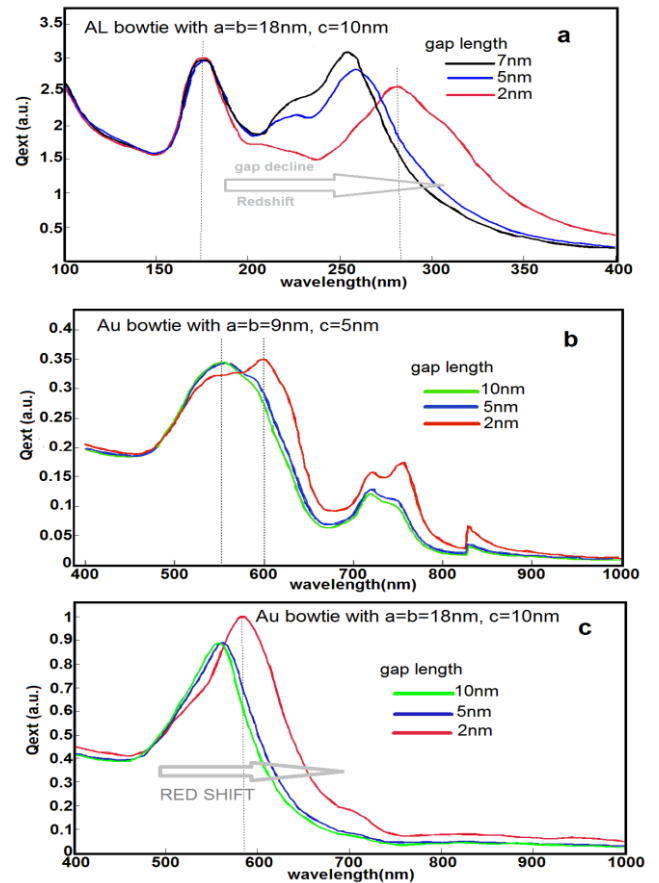 AL bowtie with a=b=18nm, c=10nm
a
gap length
7nm
5nm
2nm
gap decline
Redshift
Qext (a.u.)
3.5
3
2.5
2
1.5
1
0.5
100 150 200 250 300 350 400
wavelength(nm)
Au bowtie with a=b=9nm, c=5nm
b
gap length
10nm
5nm
2nm
Qext (a.u.)
0.4
0.35
0.3
0.25
0.2
0.15
0.1
0.05
0
400 500 600 700 800 900 1000
wavelength(nm)
Au bowtie with a=b=18nm, c=10nm
c
gap length
10nm
5nm
2nm
RED SHIFT
Qext (a.u.)
1
0.9
0.8
0.7
0.6
0.5
0.4
0.3
0.2
0.1
0
400 500 600 700 800 900 1000
wavelength(nm)